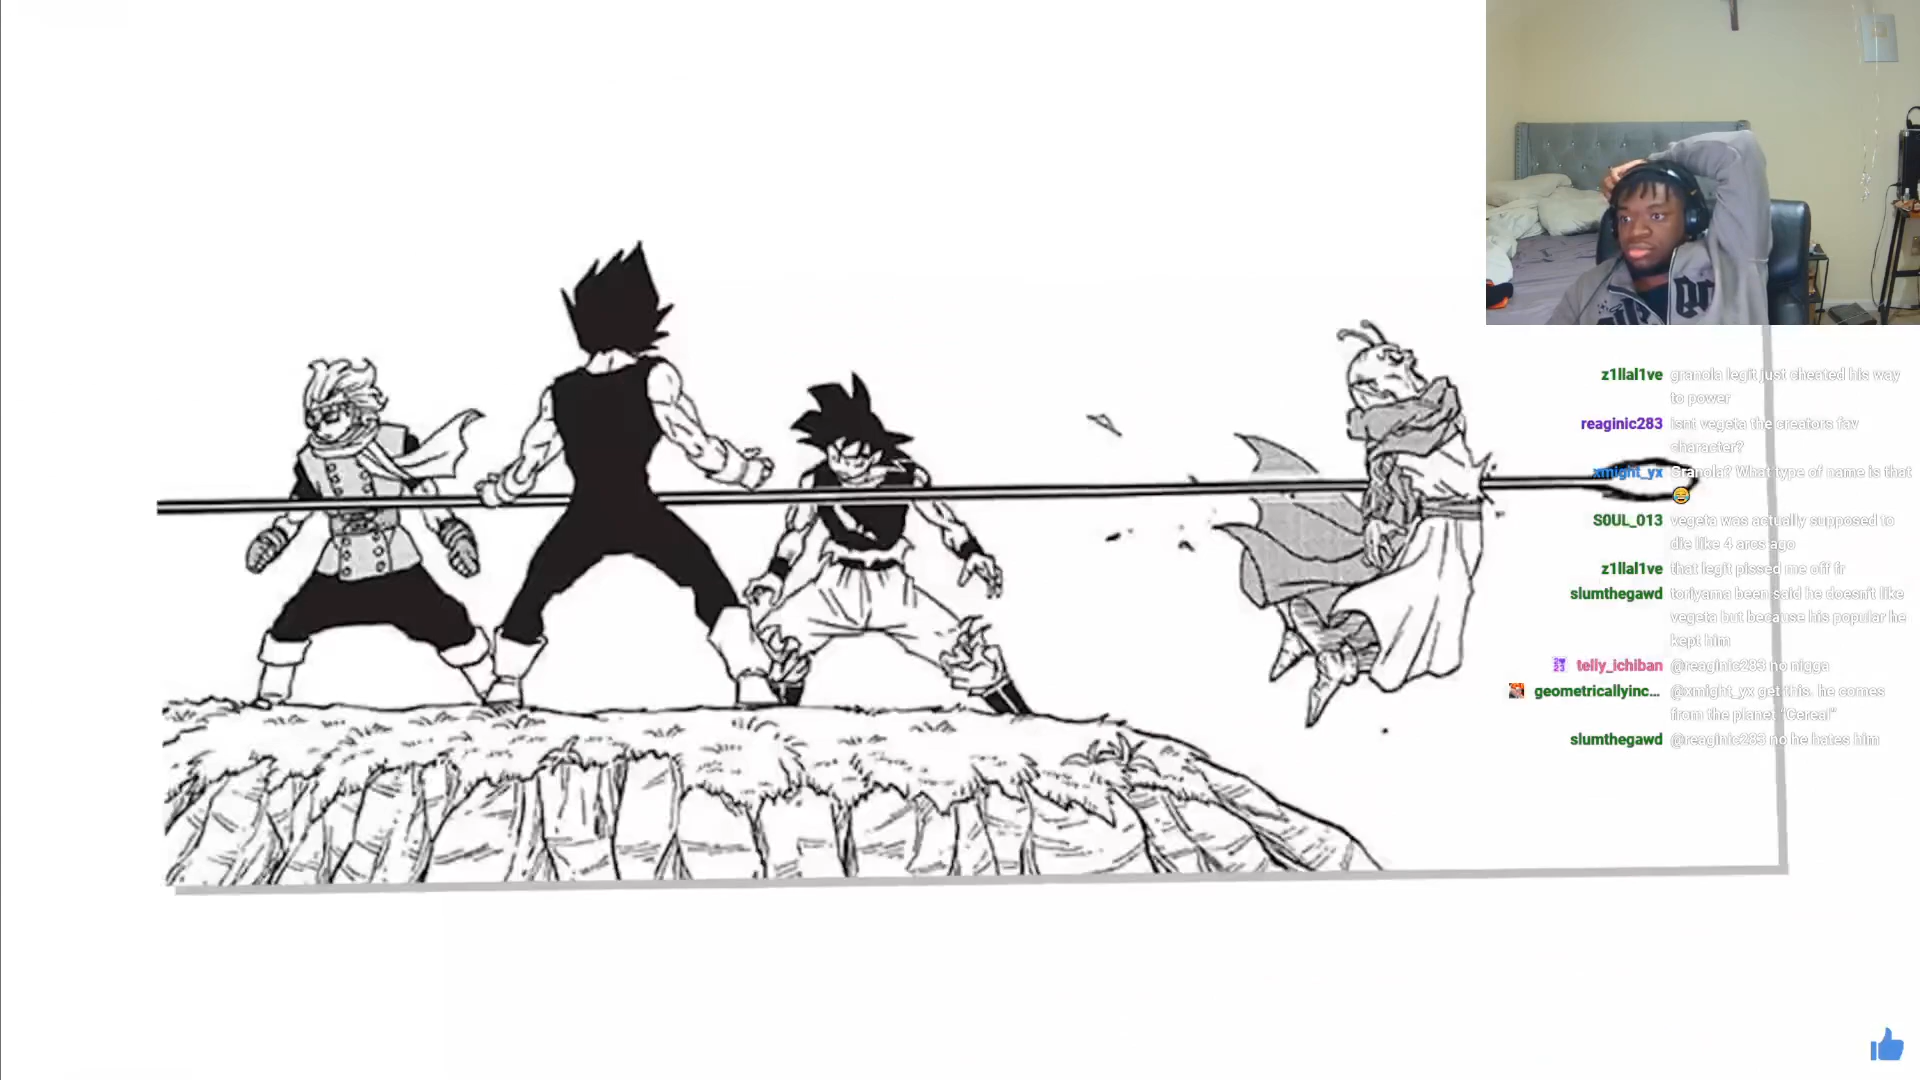 z1llal1ve granola legit just cheated his way
to power
reaginic283 isnt vegeta the creators fav
character?
xmight_yx Granola? What type of name is that
😂
S0UL_013 vegeta was actually supposed to
die like 4 arcs ago
z1llal1ve that legit pissed me off fr
slumthegawd toriyama been said he doesn't like
vegeta but because his popular he
kept him
telly_ichiban @reaginic283 no nigga
geometricallyinc... @xmight_yx get this. he comes
from the planet "Cereal"
slumthegawd @reaginic283 no he hates him